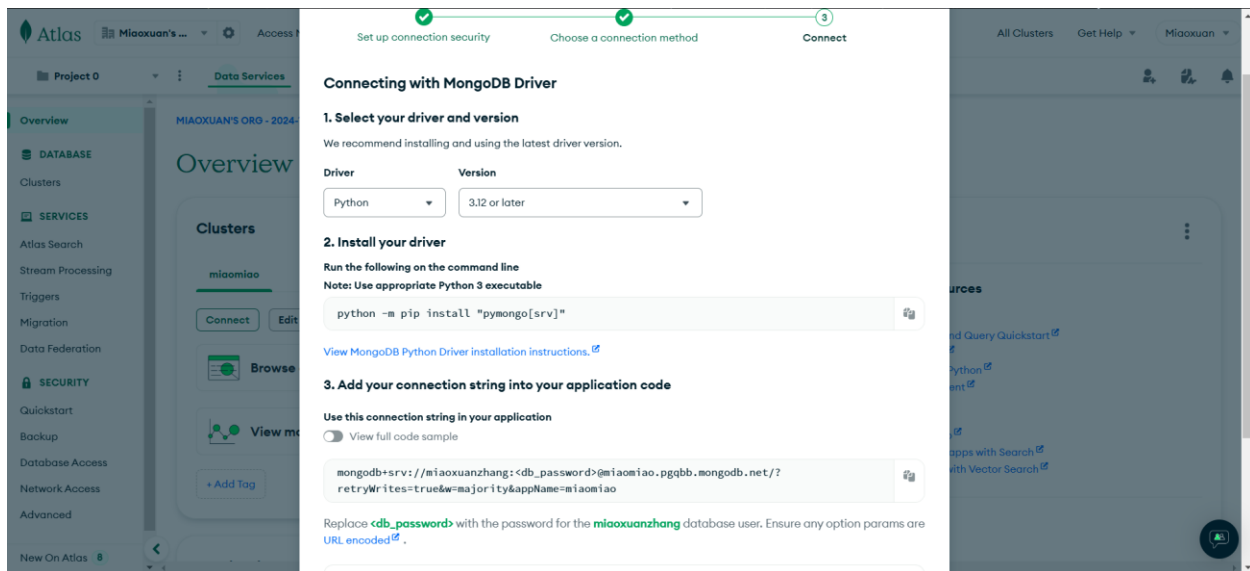 Set up connection security
Choose a connection method
3
Connect
Atlas
Miaoxuan's ...
Access
All Clusters
Get Help
Miaoxuan
Project 0
Data Services
Overview
DATABASE
Clusters
SERVICES
Atlas Search
Stream Processing
Triggers
Migration
Data Federation
SECURITY
Quickstart
Backup
Database Access
Network Access
Advanced
New On Atlas 8
MIAOXUAN'S ORG - 2024-
Overview
Clusters
miaomiao
Connect
Edit
Browse
View
+ Add Tag
Connecting with MongoDB Driver
1. Select your driver and version
We recommend installing and using the latest driver version.
Driver
Version
Python
3.12 or later
2. Install your driver
Run the following on the command line
Note: Use appropriate Python 3 executable
python -m pip install "pymongo[srv]"
View MongoDB Python Driver installation instructions.
3. Add your connection string into your application code
Use this connection string in your application
View full code sample
mongodb+srv://miaoxuanzhang:<db_password>@miaomiao.pgqbb.mongodb.net/?
retryWrites=true&w=majority&appName=miaomiao
Replace <db_password> with the password for the miaoxuanzhang database user. Ensure any option params are
URL encoded .
and Query Quickstart
Python
apps with Search
with Vector Search